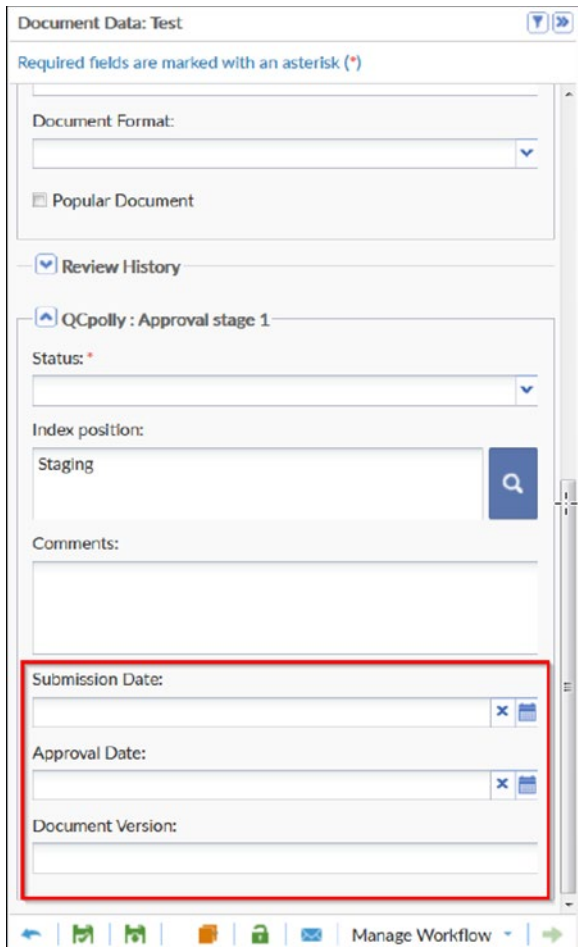 Document Data: Test
Required fields are marked with an asterisk (*)
Document Format:
Popular Document
Review History
QCpolly : Approval stage 1
Status: *
Index position:
Staging
Comments:
Submission Date:
Approval Date:
Document Version:
Manage Workflow